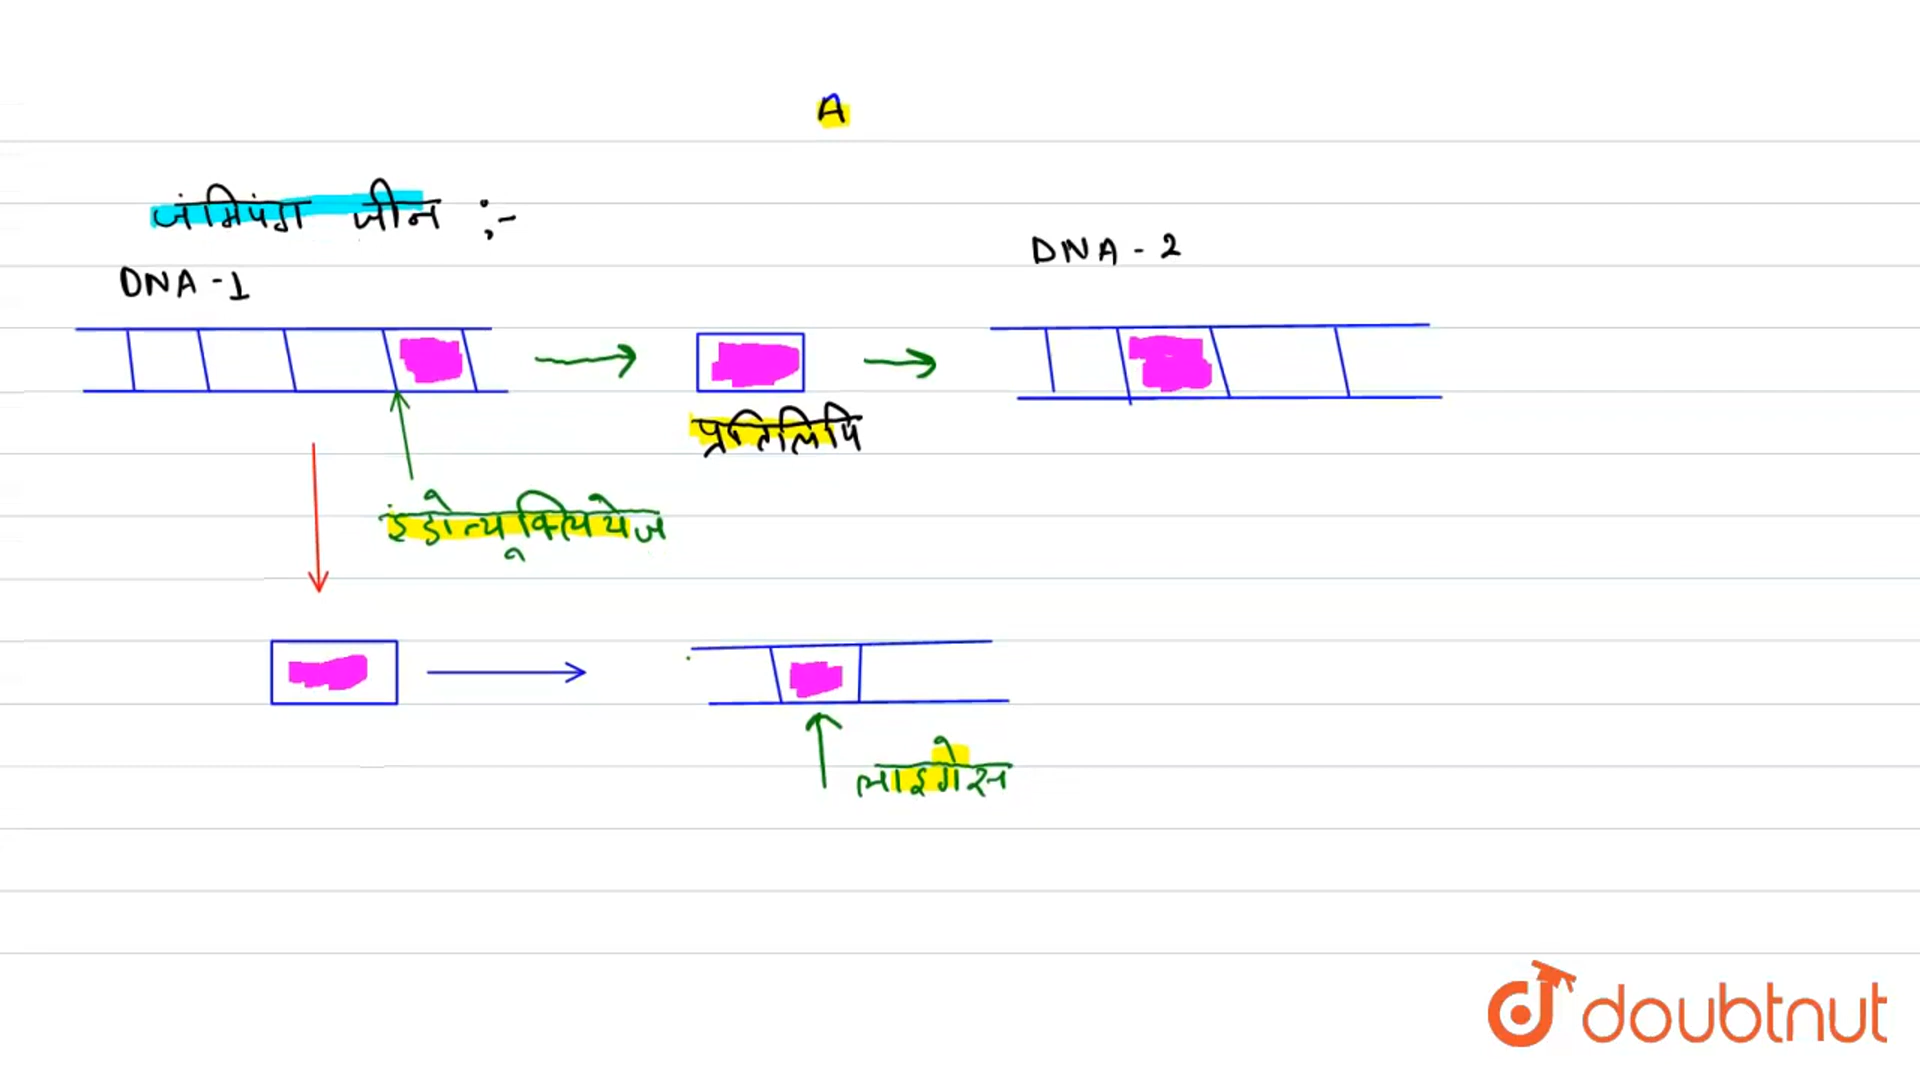 A
जंपिंग जीन :-
DNA - 1
DNA - 2
प्रतिलिपि
इंडोन्यूक्लियेज
लाइगेज
doubtnut